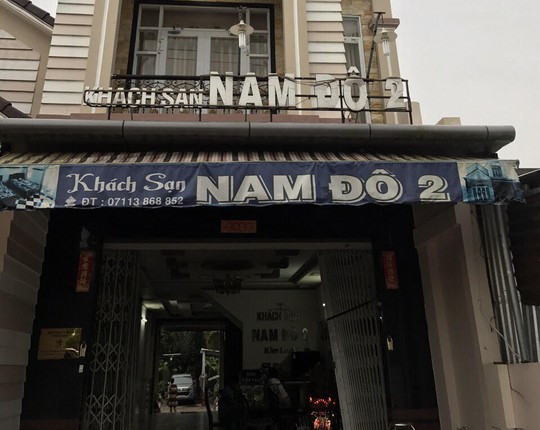 KHÁCH SẠN NAM ĐÔ 2
Khách Sạn NAM ĐÔ 2
ĐT : 07113 868 852
KHÁCH SẠN
NAM ĐÔ 2